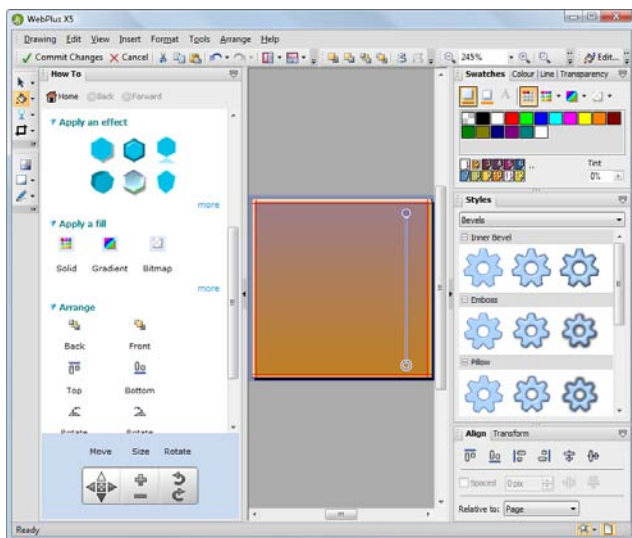 WebPlus X5
Drawing Edit View Insert Format Tools Arrange Help
Commit Changes Cancel 245% Edit...
How To
Home Back Forward
Apply an effect
more
Apply a fill
Solid Gradient Bitmap
more
Arrange
Back Front
Top Bottom
Rotate Rotate
Move Size Rotate
Swatches Colour Line Transparency
A
Tint
0%
Styles
Bevels
Inner Bevel
Emboss
Pillow
Align Transform
Spaced 0 px
Relative to: Page
Ready